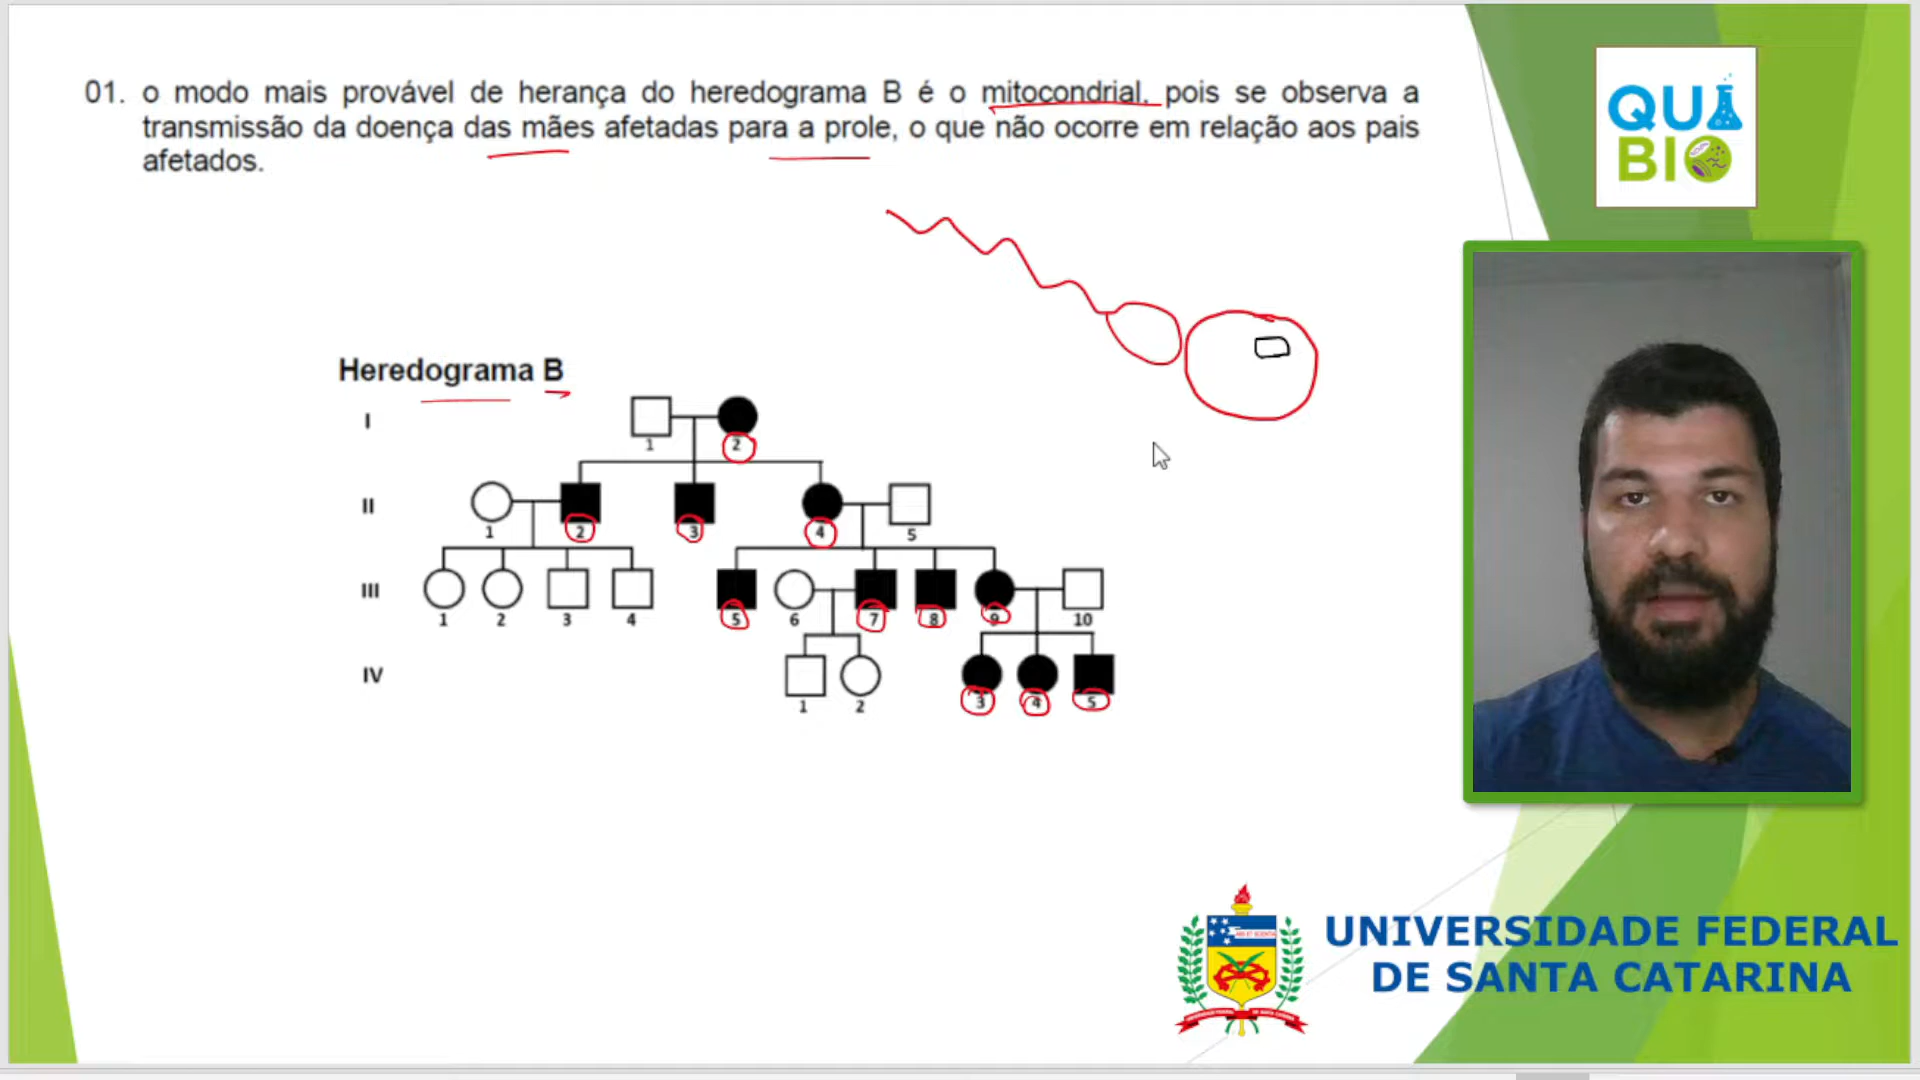 01. o modo mais provável de herança do heredograma B é o mitocondrial, pois se observa a
transmissão da doença das mães afetadas para a prole, o que não ocorre em relação aos pais
afetados.
QUI
BIO
Heredograma B
I
1 2
II
1 2 3 4 5
III
1 2 3 4 5 6 7 8 9 10
IV
1 2 3 4 5
UNIVERSIDADE FEDERAL
DE SANTA CATARINA